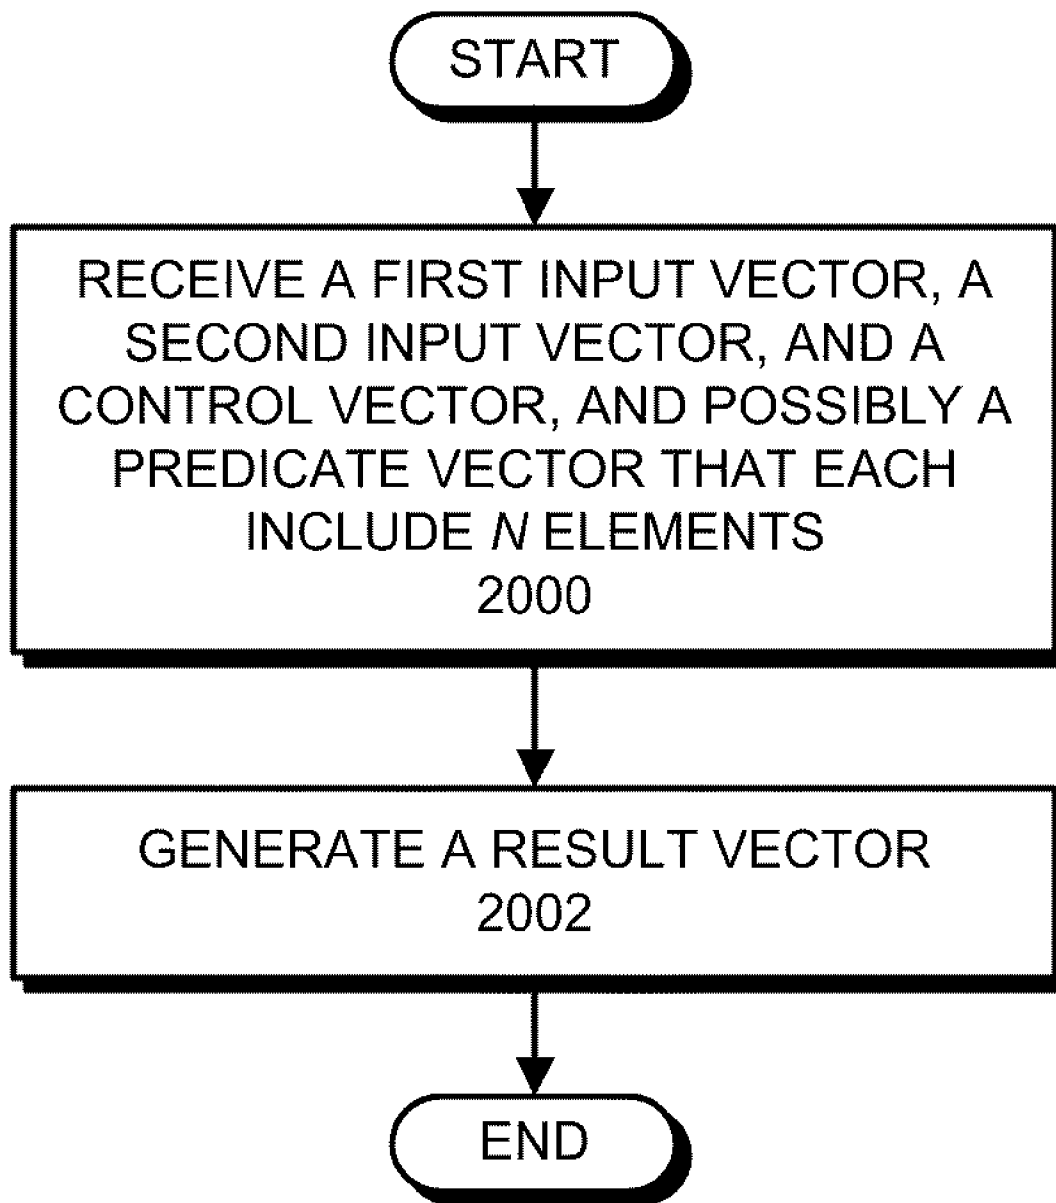 START
RECEIVE A FIRST INPUT VECTOR, A
SECOND INPUT VECTOR, AND A
CONTROL VECTOR, AND POSSIBLY A
PREDICATE VECTOR THAT EACH
INCLUDE N ELEMENTS
2000
GENERATE A RESULT VECTOR
2002
END